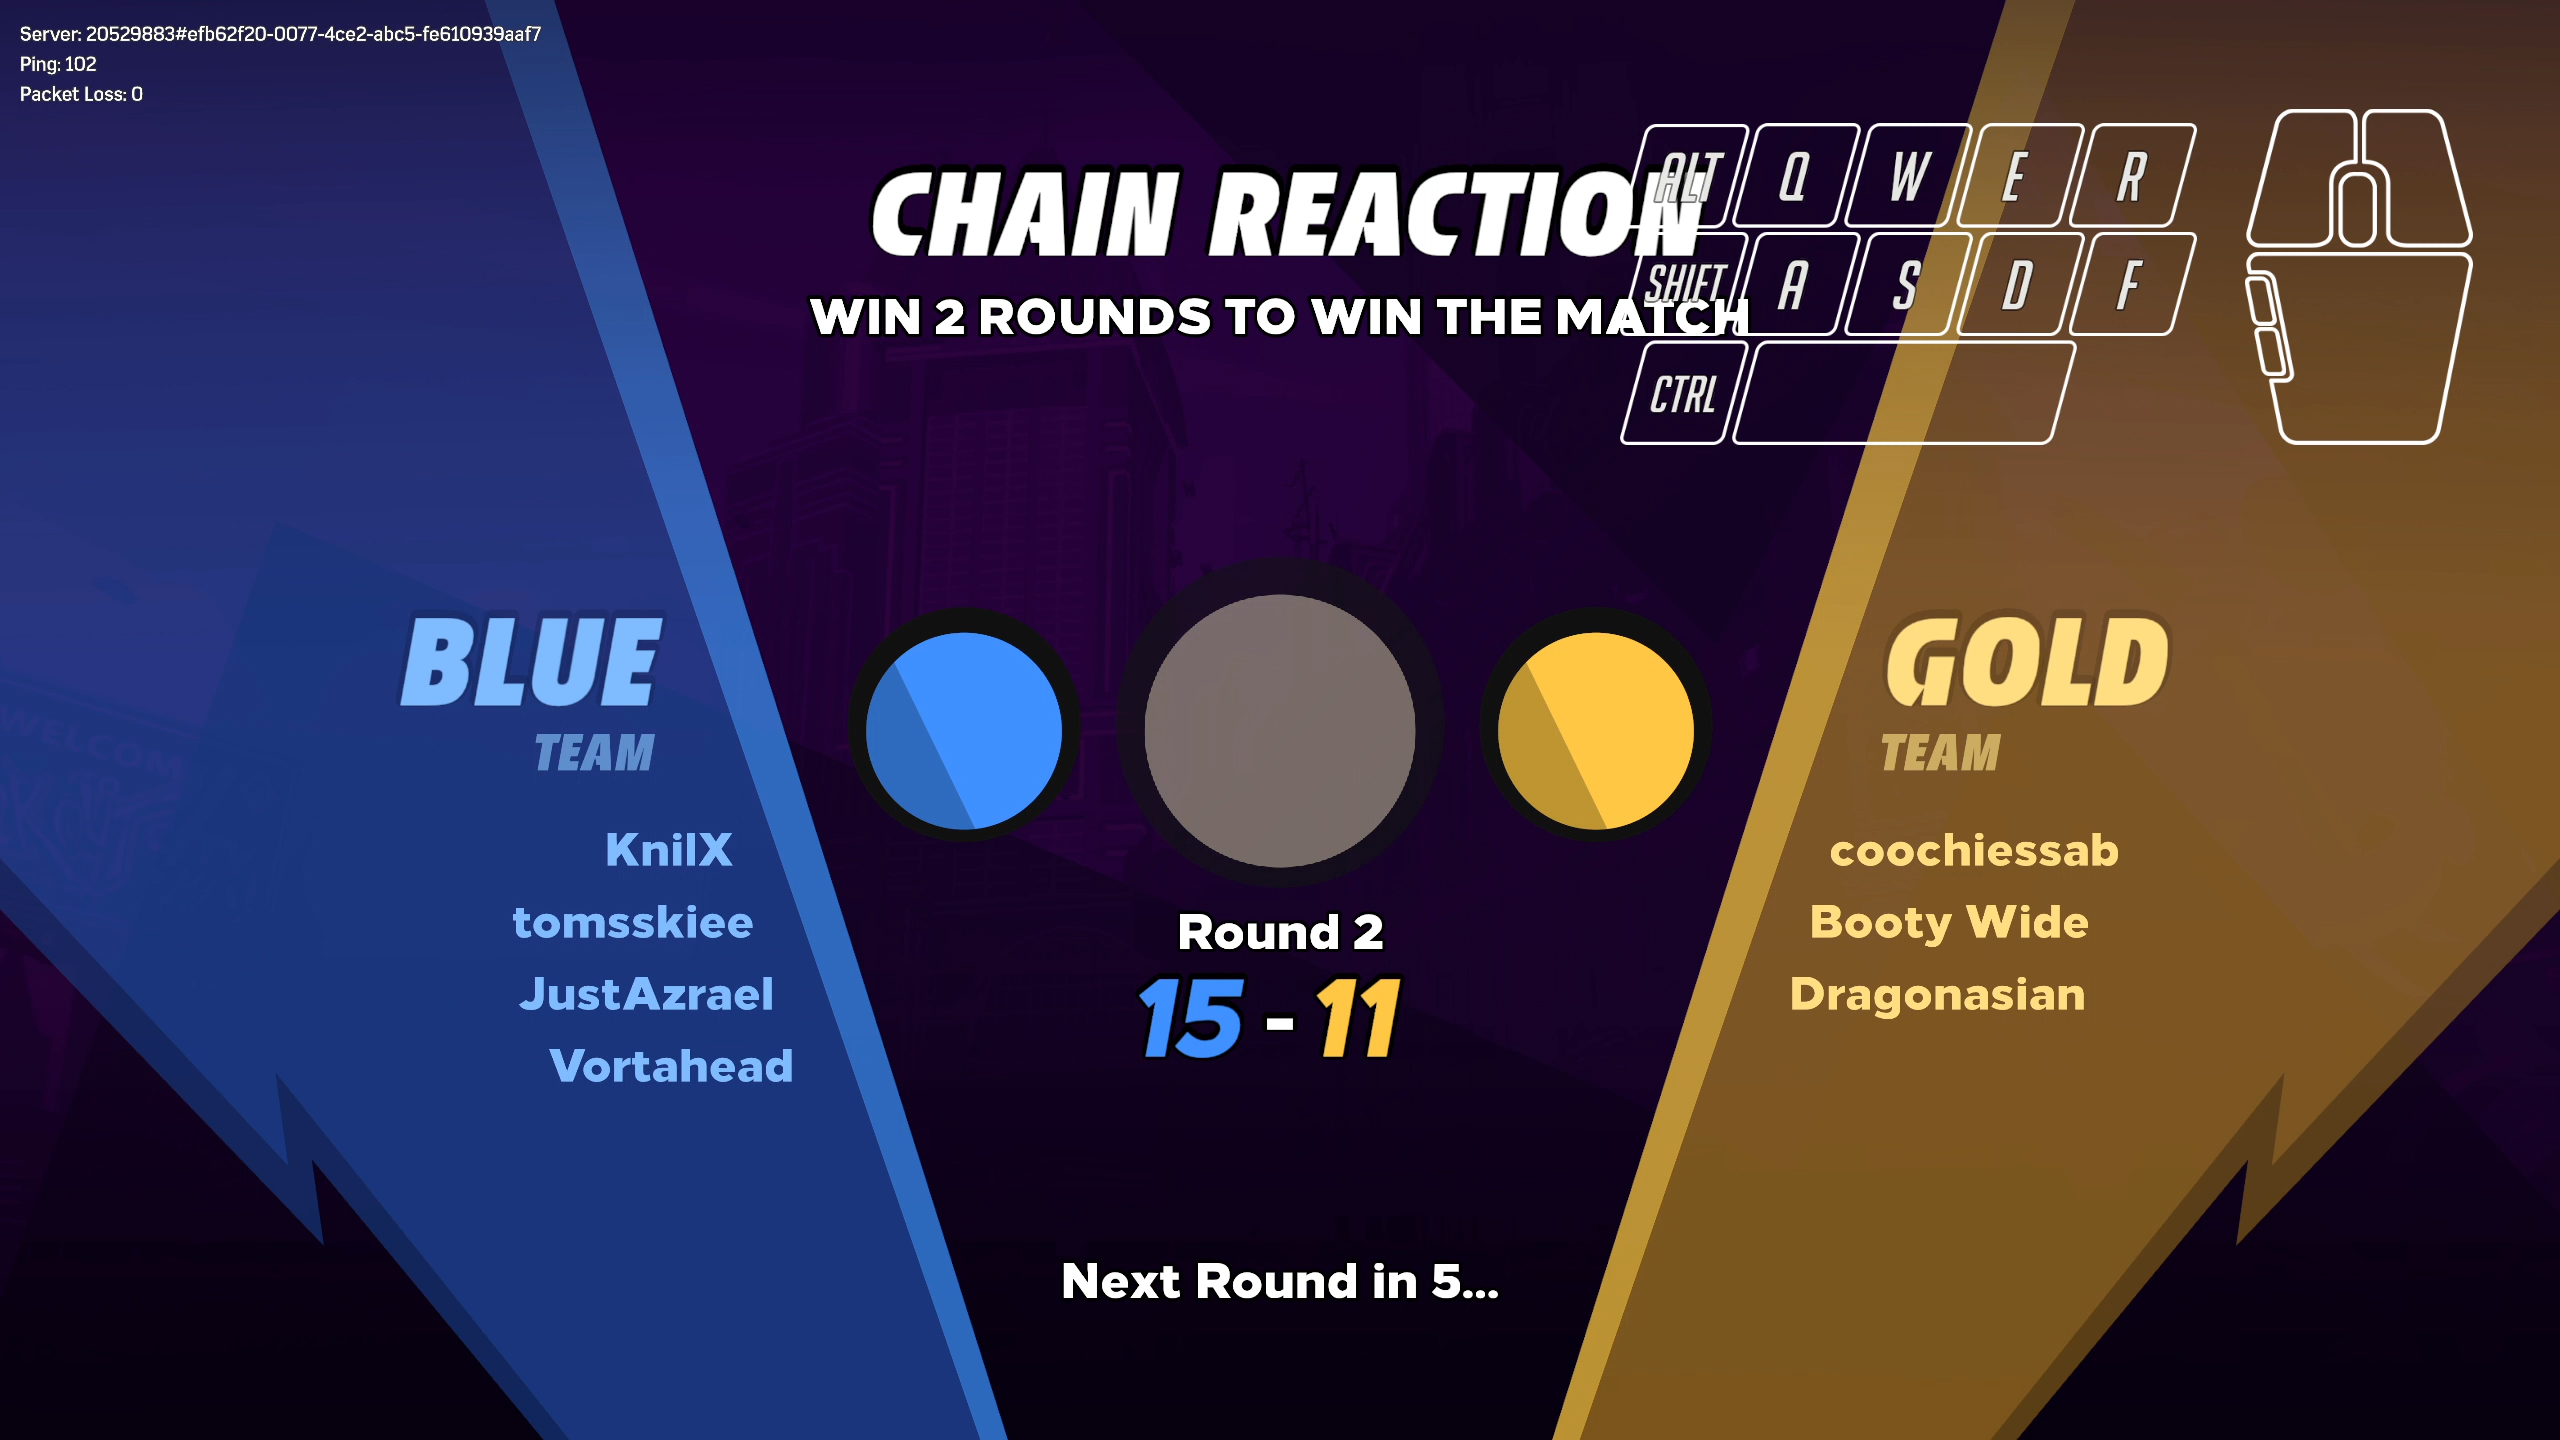 Server: 20529883#efb62f20-0077-4ce2-abc5-fe610939aaf7
Ping: 102
Packet Loss: 0
CHAIN REACTION
WIN 2 ROUNDS TO WIN THE MATCH
ALT Q W E R
SHIFT A S D F
CTRL
BLUE
TEAM
KnilX
tomsskiee
JustAzrael
Vortahead
Round 2
15 - 11
Next Round in 5...
GOLD
TEAM
coochiessab
Booty Wide
Dragonasian
WELCOME
TO